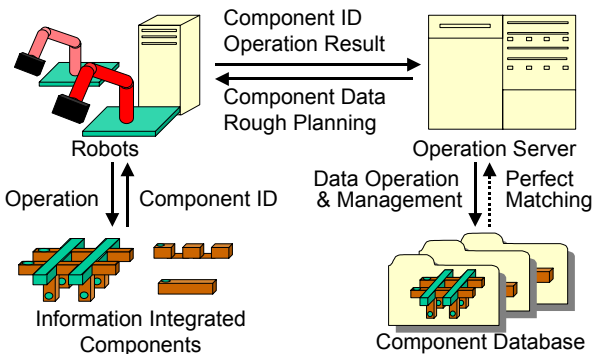 Component ID
Operation Result
Component Data
Rough Planning
Robots
Operation Server
Operation
Component ID
Data Operation
& Management
Perfect
Matching
Information Integrated
Components
Component Database